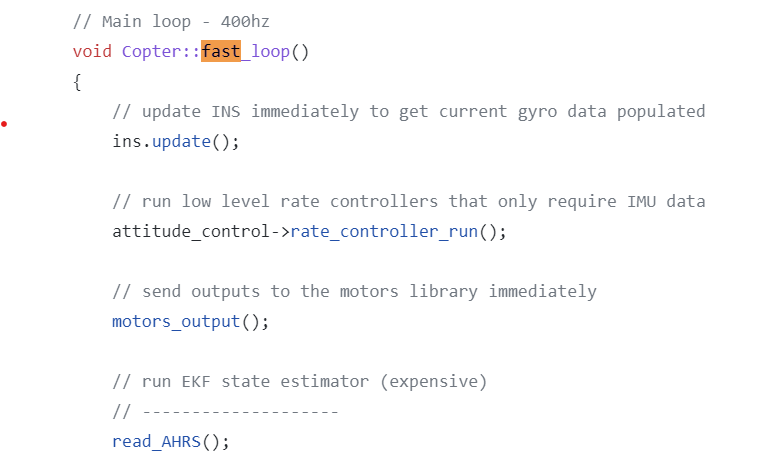 // Main loop - 400hz
void Copter::fast_loop()
{
// update INS immediately to get current gyro data populated
ins.update();
// run low level rate controllers that only require IMU data
attitude_control->rate_controller_run();
// send outputs to the motors library immediately
motors_output();
// run EKF state estimator (expensive)
// --------------------
read_AHRS();